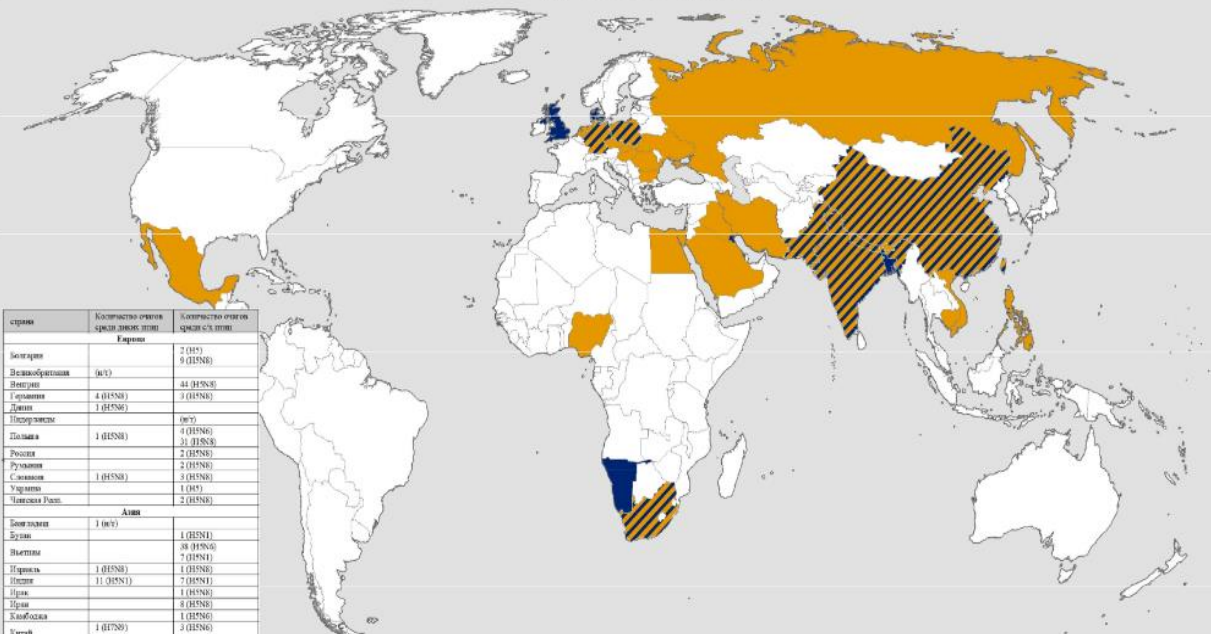 страна Количество очагов среди диких птиц Количество очагов среди с/х птиц
Европа
Болгария 2 (H5)
9 (H5N8)
Великобритания (н/т)
Венгрия 44 (H5N8)
Германия 4 (H5N8) 3 (H5N8)
Дания 1 (H5N6)
Нидерланды (н/т)
Польша 1 (H5N8) 4 (H5N6)
31 (H5N8)
Россия 2 (H5N8)
Румыния 2 (H5N8)
Словакия 1 (H5N8) 3 (H5N8)
Украина 1 (H5)
Чешская Респ. 2 (H5N8)
Азия
Бангладеш 1 (н/т)
Бутан 1 (H5N1)
Вьетнам 38 (H5N6)
7 (H5N1)
Израиль 1 (H5N8) 1 (H5N8)
Индия 11 (H5N1) 7 (H5N1)
Ирак 1 (H5N8)
Иран 8 (H5N8)
Камбоджа 1 (H5N6)
Китай 1 (H7N9) 3 (H5N6)